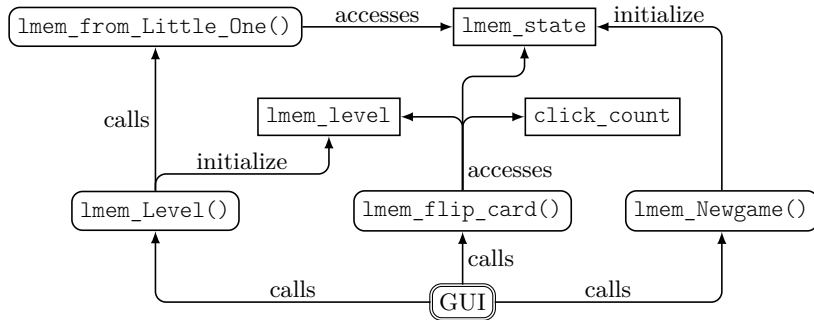 lmem_from_Little_One()
accesses
lmem_state
initialize
calls
lmem_level
click_count
initialize
accesses
lmem_Level()
lmem_flip_card()
lmem_Newgame()
calls
calls
GUI
calls